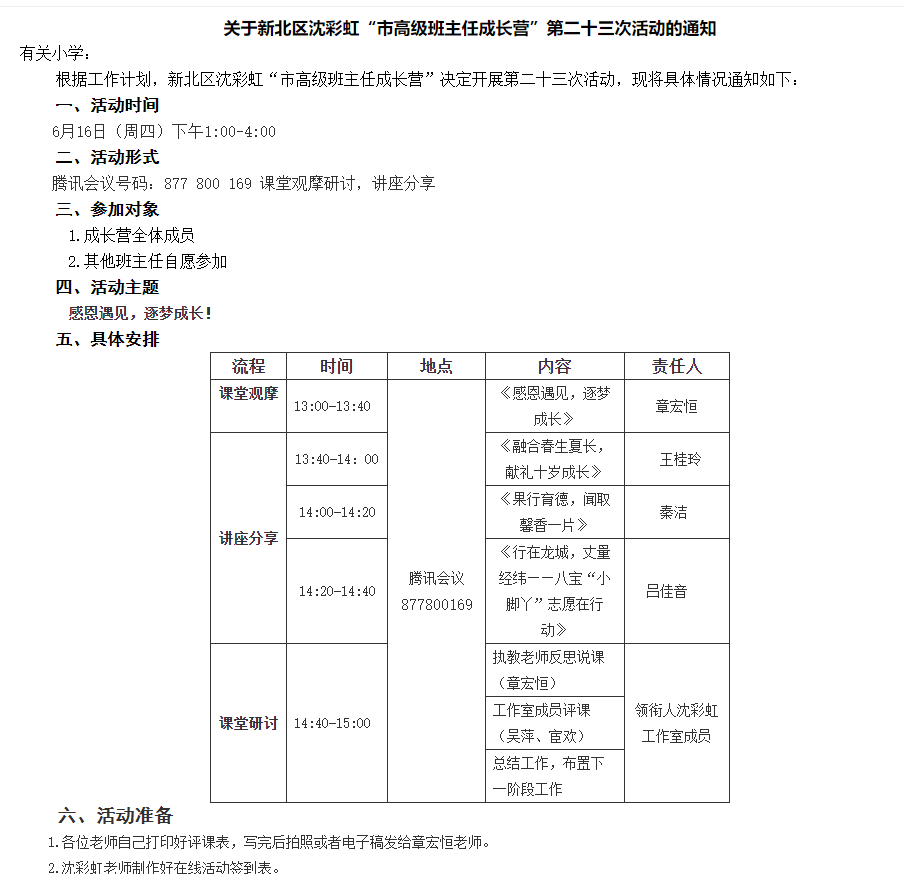 关于新北区沈彩虹“市高级班主任成长营”第二十三次活动的通知
有关小学：
根据工作计划，新北区沈彩虹“市高级班主任成长营”决定开展第二十三次活动，现将具体情况通知如下：
一、活动时间
6月16日（周四）下午1:00-4:00
二、活动形式
腾讯会议号码：877 800 169 课堂观摩研讨，讲座分享
三、参加对象
1.成长营全体成员
2.其他班主任自愿参加
四、活动主题
感恩遇见，逐梦成长！
五、具体安排
流程 时间 地点 内容 责任人
课堂观摩
13:00-13:40
《感恩遇见，逐梦
成长》
章宏恒
讲座分享
13:40-14：00
《融合春生夏长，
献礼十岁成长》
王桂玲
14:00-14:20
《果行育德，闻取
馨香一片》
秦洁
14:20-14:40
腾讯会议
877800169
《行在龙城，丈量
经纬——八宝“小
脚丫”志愿在行
动》
吕佳音
课堂研讨
14:40-15:00
执教老师反思说课
（章宏恒）
工作室成员评课
（吴萍、宦欢）
总结工作，布置下
一阶段工作
领衔人沈彩虹
工作室成员
六、活动准备
1.各位老师自己打印好评课表，写完后拍照或者电子稿发给章宏恒老师。
2.沈彩虹老师制作好在线活动签到表。